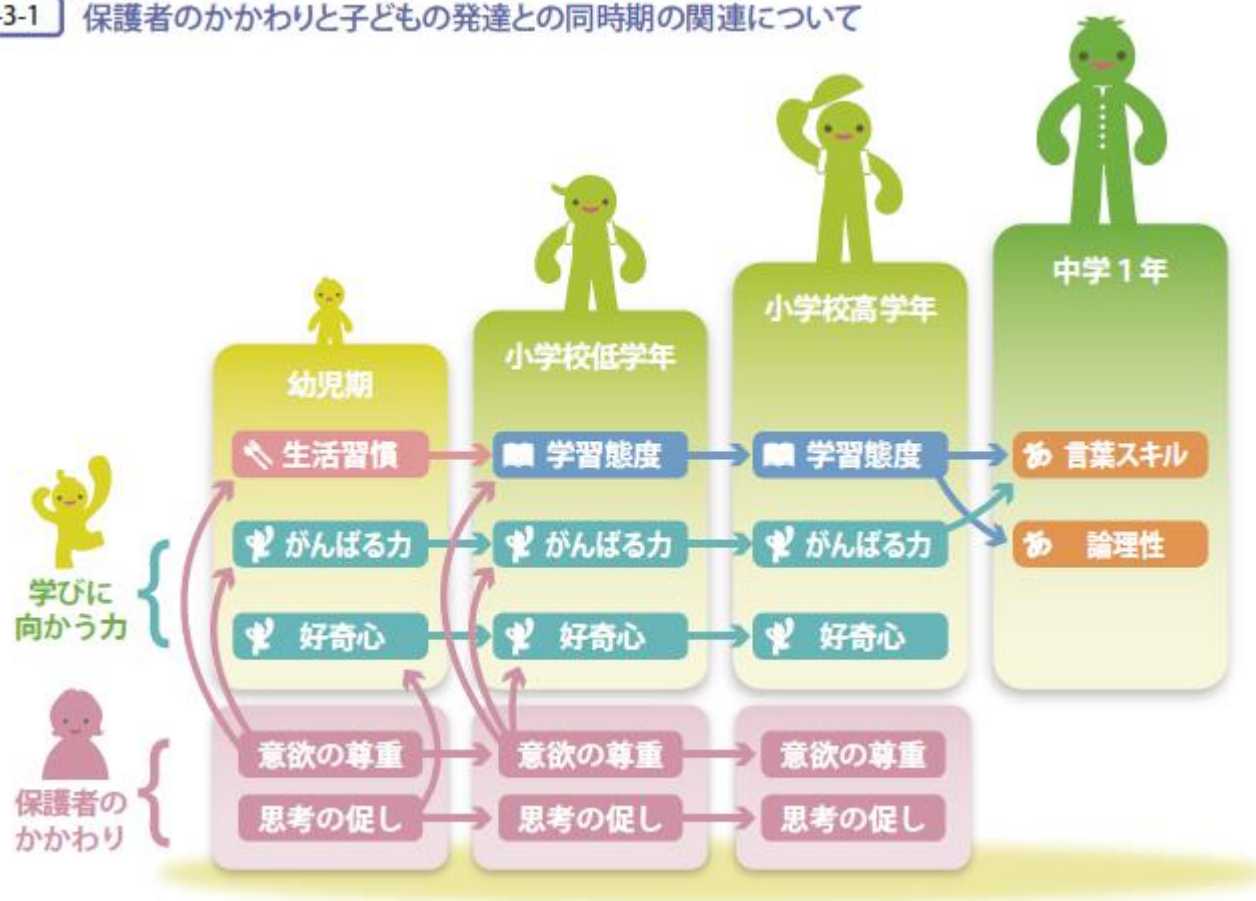 -3-1 保護者のかかわりと子どもの発達との同時期の関連について
中学1年
小学校高学年
小学校低学年
幼児期
生活習慣 学習態度 学習態度 あ 言葉スキル
がんばる力 がんばる力 がんばる力 あ 論理性
学びに
向かう力
好奇心 好奇心 好奇心
意欲の尊重 意欲の尊重 意欲の尊重
保護者の
かかわり
思考の促し 思考の促し 思考の促し